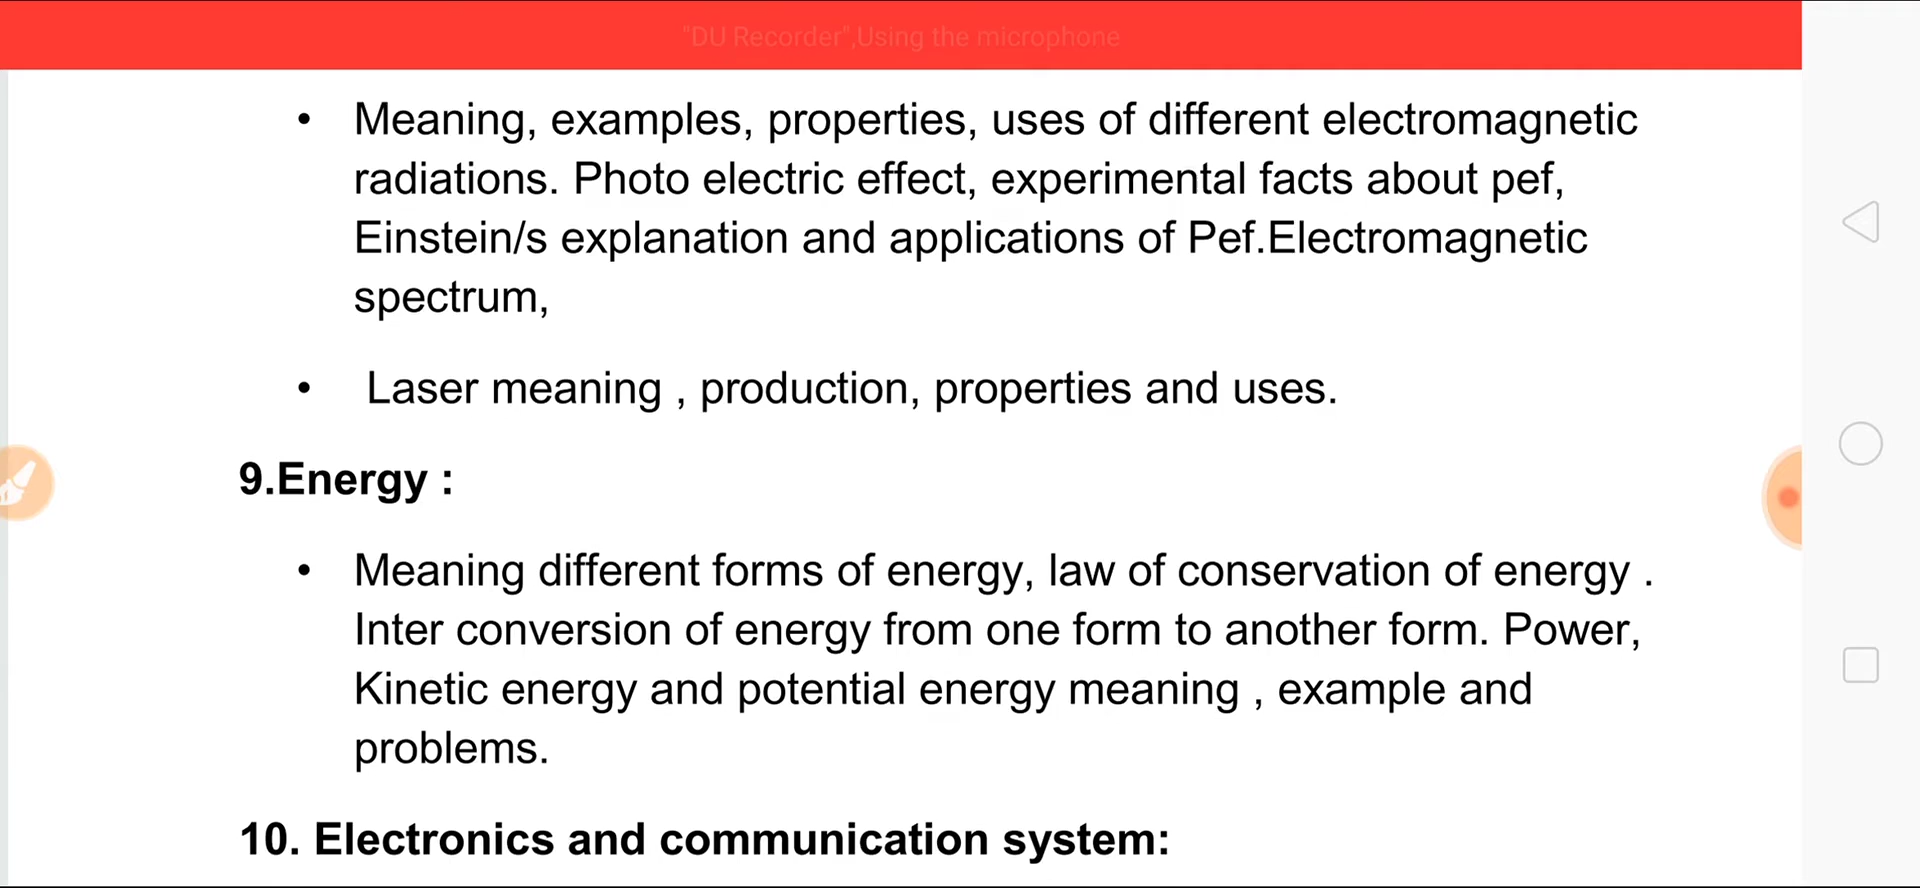 "DU Recorder",Using the microphone
• Meaning, examples, properties, uses of different electromagnetic
radiations. Photo electric effect, experimental facts about pef,
Einstein/s explanation and applications of Pef.Electromagnetic
spectrum,
• Laser meaning , production, properties and uses.
9.Energy :
• Meaning different forms of energy, law of conservation of energy .
Inter conversion of energy from one form to another form. Power,
Kinetic energy and potential energy meaning , example and
problems.
10. Electronics and communication system: